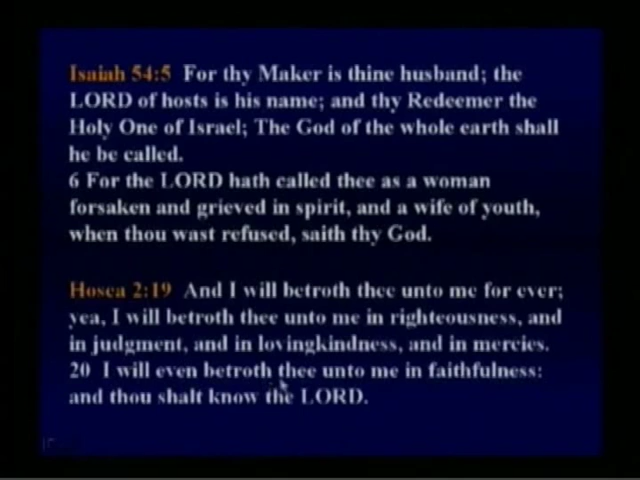 Isaiah 54:5 For thy Maker is thine husband; the
LORD of hosts is his name; and thy Redeemer the
Holy One of Israel; The God of the whole earth shall
he be called.
6 For the LORD hath called thee as a woman
forsaken and grieved in spirit, and a wife of youth,
when thou wast refused, saith thy God.
Hosea 2:19 And I will betroth thee unto me for ever;
yea, I will betroth thee unto me in righteousness, and
in judgment, and in lovingkindness, and in mercies.
20 I will even betroth thee unto me in faithfulness:
and thou shalt know the LORD.